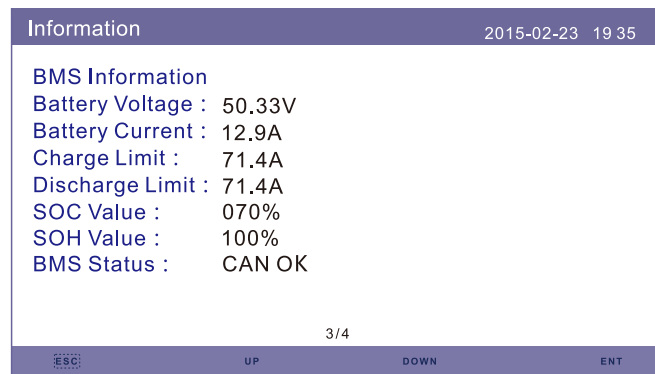 Information 2015-02-23 19 35
BMS Information
Battery Voltage : 50.33V
Battery Current : 12.9A
Charge Limit : 71.4A
Discharge Limit : 71.4A
SOC Value : 070%
SOH Value : 100%
BMS Status : CAN OK
3/4
ESC UP DOWN ENT